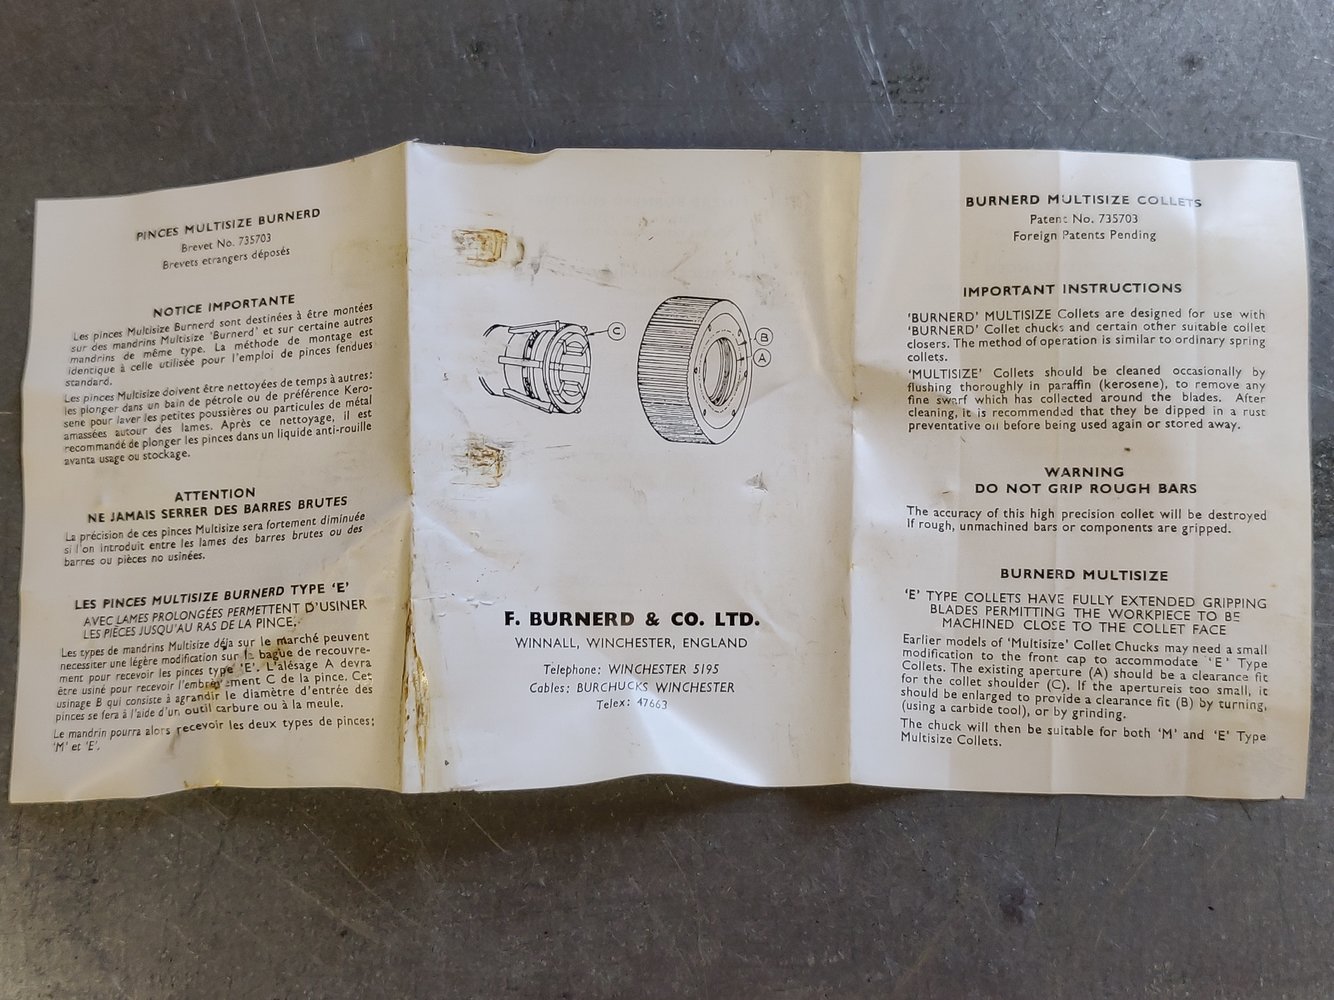 PINCES MULTISIZE BURNERD
Brevet No. 735703
Brevets etrangers déposés
NOTICE IMPORTANTE
Les pinces Multisize Burnerd sont destinées à être montées
sur des mandrins Multisize 'Burnerd' et sur certaine autres
mandrins de même type. La méthode de montage est
identique à celle utilisée pour l'emploi de pinces fendues
standard.
Les pinces Multisize doivent être nettoyées de temps à autres:
les plonger dans un bain de pétrole ou de préférence Kero-
sene pour laver les petites poussières ou particules de métal
amassées autour des lames. Après ce nettoyage, il est
recommandé de plonger les pinces dans un liquide anti-rouille
avanta usage ou stockage.
ATTENTION
NE JAMAIS SERRER DES BARRES BRUTES
La précision de ces pinces Multisize sera fortement diminuée
si l'on introduit entre les lames des barres brutes ou des
barres ou pièces no usinées.
LES PINCES MULTISIZE BURNERD TYPE 'E'
AVEC LAMES PROLONGÉES PERMETTENT D'USINER
LES PIÈCES JUSQU'AU RAS DE LA PINCE.
Les types de mandrins Multisize déja sur le marché peuvent
necessiter une légère modification sur la bague de recouvre-
ment pour recevoir les pinces type 'E'. L'alésage A devra
être usiné pour recevoir l'embrèvement C de la pince. Cet
usinage B qui consiste à agrandir le diamètre d'entrée des
pinces se fera à l'aide d'un outil carbure ou à la meule.
Le mandrin pourra alors recevoir les deux types de pinces:
'M' et 'E'.
C
B
A
F. BURNERD & CO. LTD.
WINNALL, WINCHESTER, ENGLAND
Telephone: WINCHESTER 5195
Cables: BURCHUCKS WINCHESTER
Telex: 47663
BURNERD MULTISIZE COLLETS
Patent No. 735703
Foreign Patents Pending
IMPORTANT INSTRUCTIONS
'BURNERD' MULTISIZE Collets are designed for use with
'BURNERD' Collet chucks and certain other suitable collet
closers. The method of operation is similar to ordinary spring
collets.
'MULTISIZE' Collets should be cleaned occasionally by
flushing thoroughly in paraffin (kerosene), to remove any
fine swarf which has collected around the blades. After
cleaning, it is recommended that they be dipped in a rust
preventative oil before being used again or stored away.
WARNING
DO NOT GRIP ROUGH BARS
The accuracy of this high precision collet will be destroyed
If rough, unmachined bars or components are gripped.
BURNERD MULTISIZE
'E' TYPE COLLETS HAVE FULLY EXTENDED GRIPPING
BLADES PERMITTING THE WORKPIECE TO BE
MACHINED CLOSE TO THE COLLET FACE
Earlier models of 'Multisize' Collet Chucks may need a small
modification to the front cap to accommodate 'E' Type
Collets. The existing aperture (A) should be a clearance fit
for the collet shoulder (C). If the apertureis too small, it
should be enlarged to provide a clearance fit (B) by turning,
(using a carbide tool), or by grinding.
The chuck will then be suitable for both 'M' and 'E' Type
Multisize Collets.